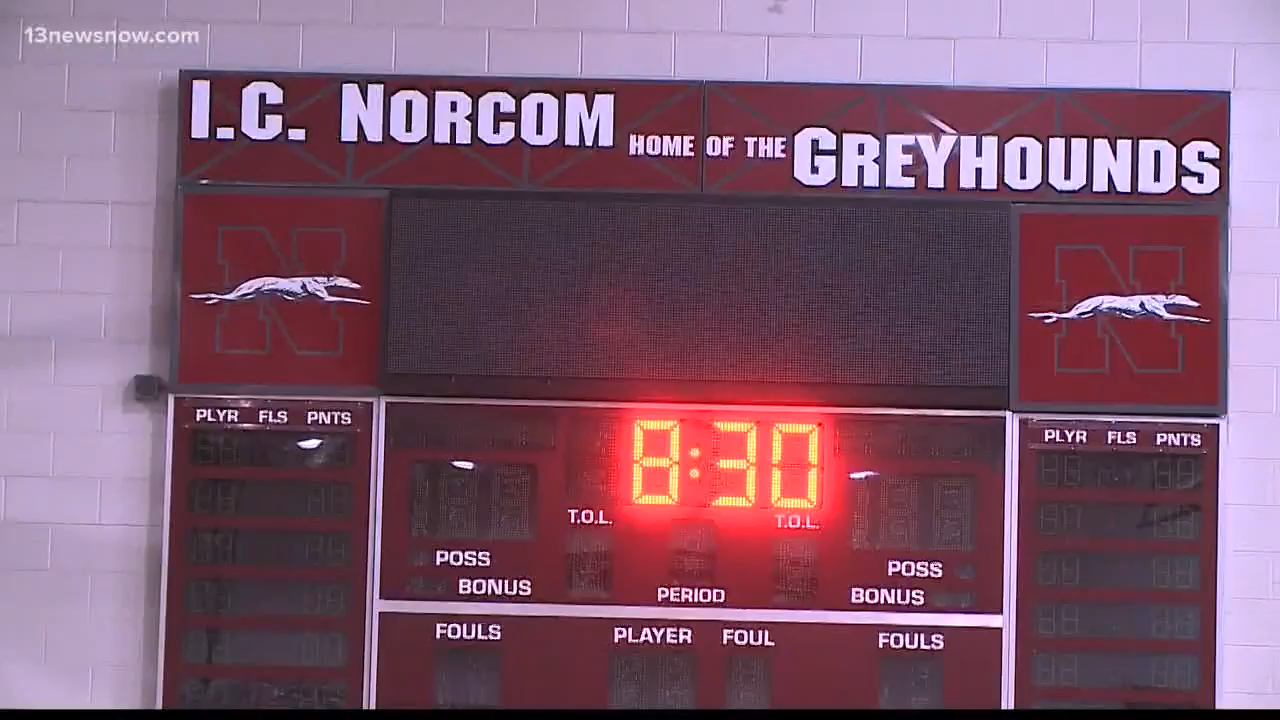 13newsnow.com
I.C. NORCOM HOME OF THE GREYHOUNDS
N
N
PLYR FLS PNTS
8:30
PLYR FLS PNTS
T.O.L.
T.O.L.
POSS
POSS
BONUS
PERIOD
BONUS
FOULS
PLAYER FOUL
FOULS